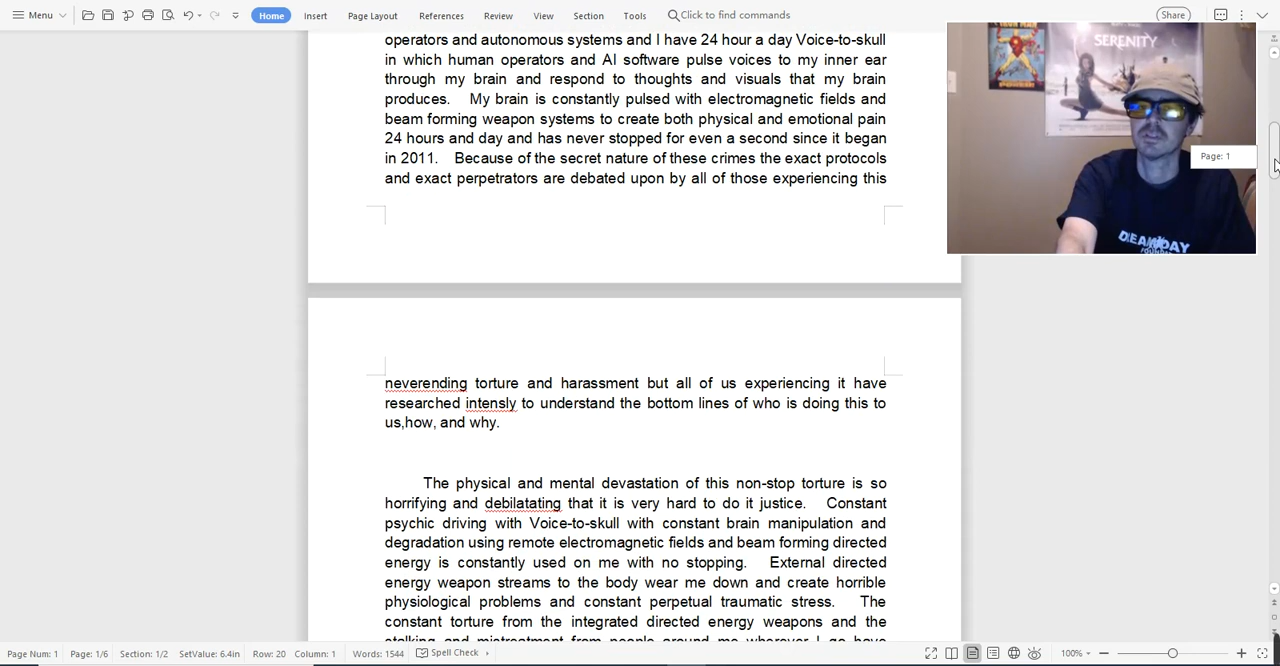 Menu
Home
Insert
Page Layout
References
Review
View
Section
Tools
Click to find commands
Share
operators and autonomous systems and I have 24 hour a day Voice-to-skull
in which human operators and AI software pulse voices to my inner ear
through my brain and respond to thoughts and visuals that my brain
produces. My brain is constantly pulsed with electromagnetic fields and
beam forming weapon systems to create both physical and emotional pain
24 hours and day and has never stopped for even a second since it began
in 2011. Because of the secret nature of these crimes the exact protocols
and exact perpetrators are debated upon by all of those experiencing this
SERENITY
Page: 1
DREAM DAY
neverending torture and harassment but all of us experiencing it have
researched intensly to understand the bottom lines of who is doing this to
us,how, and why.
The physical and mental devastation of this non-stop torture is so
horrifying and debilatating that it is very hard to do it justice. Constant
psychic driving with Voice-to-skull with constant brain manipulation and
degradation using remote electromagnetic fields and beam forming directed
energy is constantly used on me with no stopping. External directed
energy weapon streams to the body wear me down and create horrible
physiological problems and constant perpetual traumatic stress. The
constant torture from the integrated directed energy weapons and the
stalking and mistreatment from people around me wherever I go have
Page Num: 1
Page: 1/6
Section: 1/2
SetValue: 6.4in
Row: 20
Column: 1
Words: 1544
Spell Check
100%